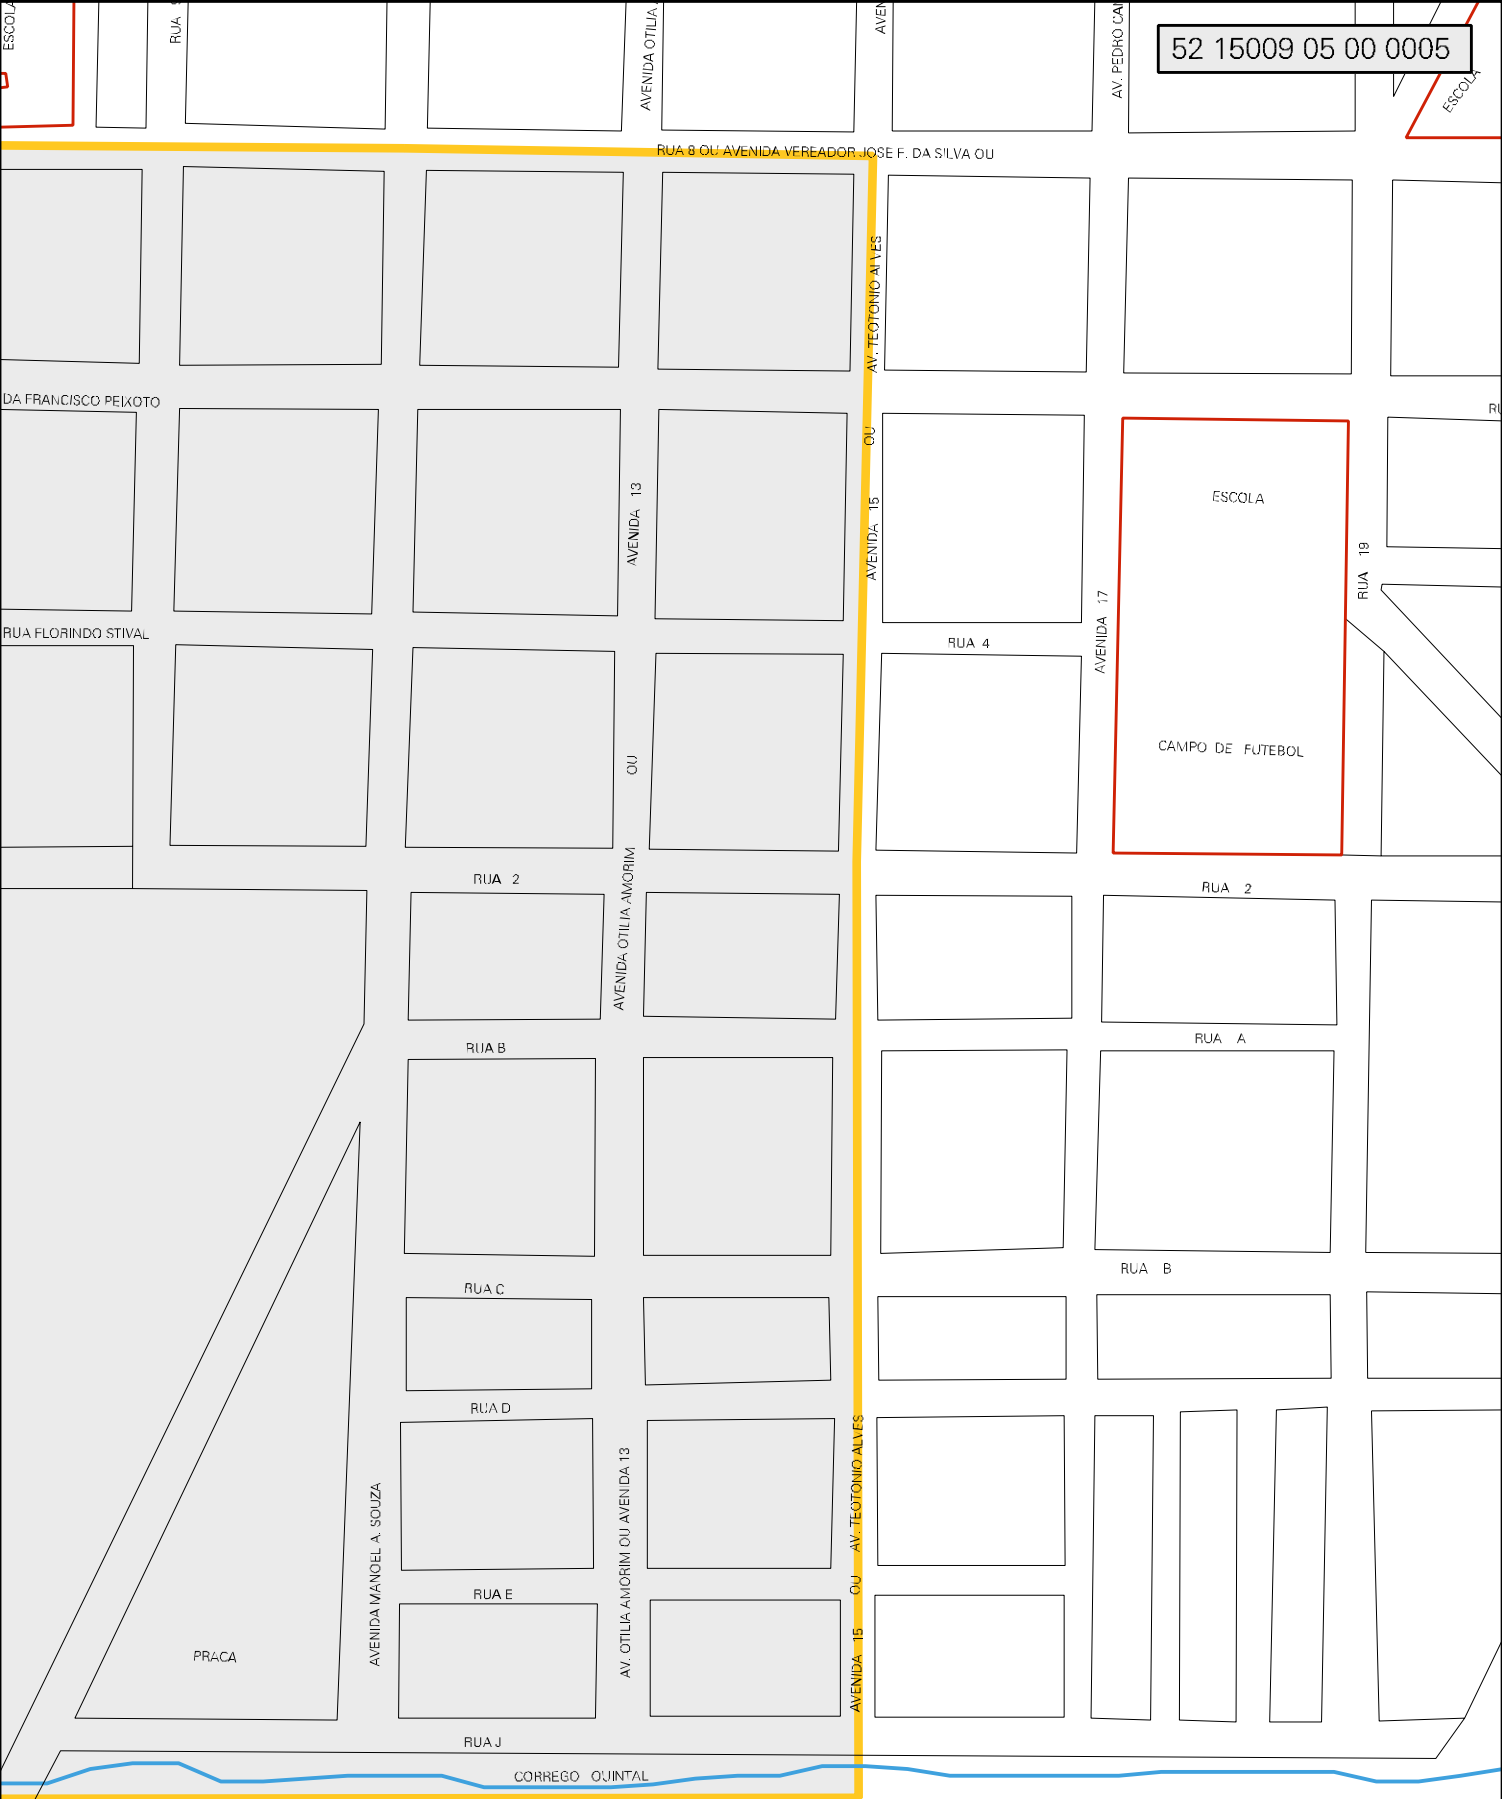 ESCOLA
RUA
AVENIDA OTILIA
AVEN
AV. PEDRO CAM
52 15009 05 00 0005
ESCOLA
RUA 8 OU AVENIDA VEREADOR JOSE F. DA SILVA OU
AV. TEOTONIO ALVES
OU
AVENIDA 15
DA FRANCISCO PEIXOTO
RU
ESCOLA
AVENIDA 13
RUA 19
AVENIDA 17
RUA FLORINDO STIVAL
RUA 4
CAMPO DE FUTEBOL
OU
AVENIDA OTILIA AMORIM
RUA 2
RUA 2
RUA A
RUA B
RUA B
RUA C
RUA D
AV. TEOTONIO ALVES
OU
AVENIDA 15
AV. OTILIA AMORIM OU AVENIDA 13
AVENIDA MANOEL A. SOUZA
RUA E
PRACA
RUA J
CORREGO QUINTAL